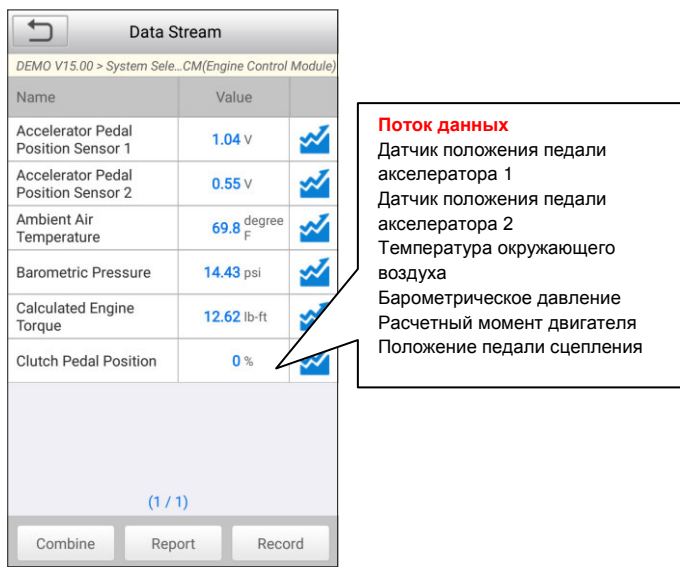 Data Stream
DEMO V15.00 > System Sele...CM(Engine Control Module)
Name Value
Accelerator Pedal
Position Sensor 1 1.04 V
Accelerator Pedal
Position Sensor 2 0.55 V
Ambient Air
Temperature 69.8 degree F
Barometric Pressure 14.43 psi
Calculated Engine
Torque 12.62 lb-ft
Clutch Pedal Position 0 %
(1 / 1)
Combine Report Record
Поток данных
Датчик положения педали
акселератора 1
Датчик положения педали
акселератора 2
Температура окружающего
воздуха
Барометрическое давление
Расчетный момент двигателя
Положение педали сцепления